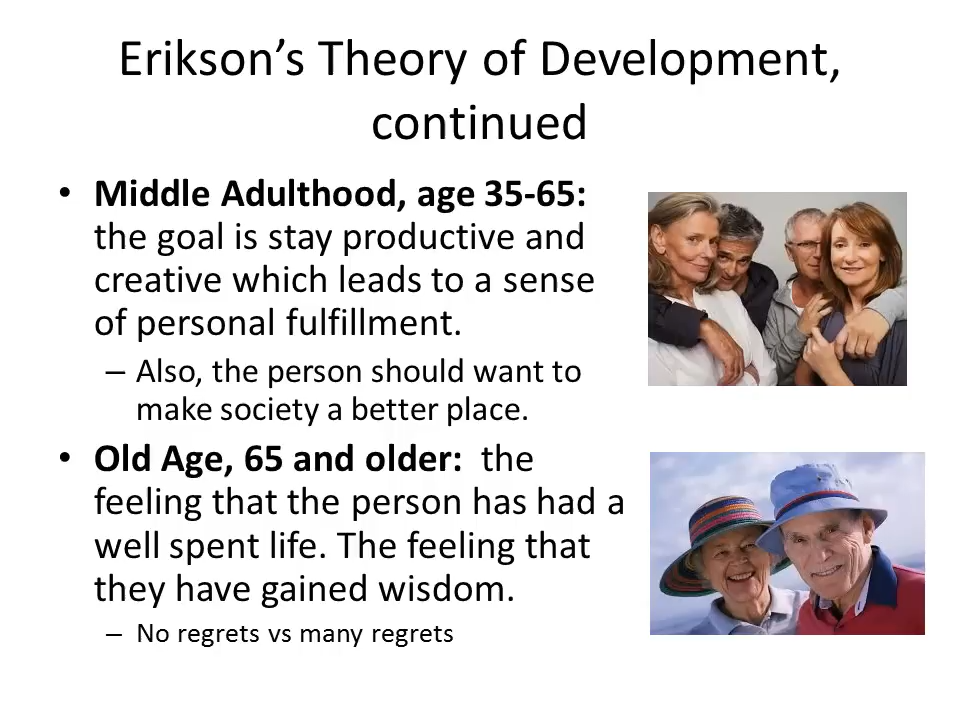 Erikson’s Theory of Development,
continued
• Middle Adulthood, age 35-65:
the goal is stay productive and
creative which leads to a sense
of personal fulfillment.
– Also, the person should want to
make society a better place.
• Old Age, 65 and older:  the
feeling that the person has had a
well spent life. The feeling that
they have gained wisdom.
– No regrets vs many regrets